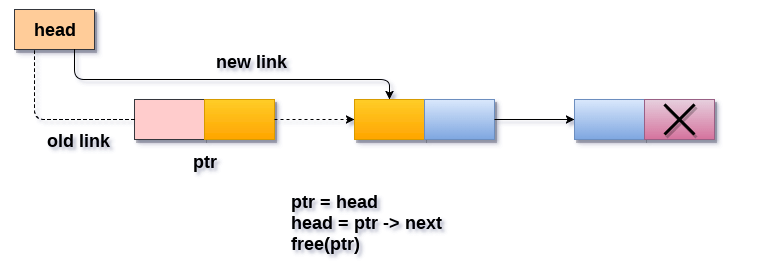 head
new link
old link
ptr
ptr = head
head = ptr -> next
free(ptr)